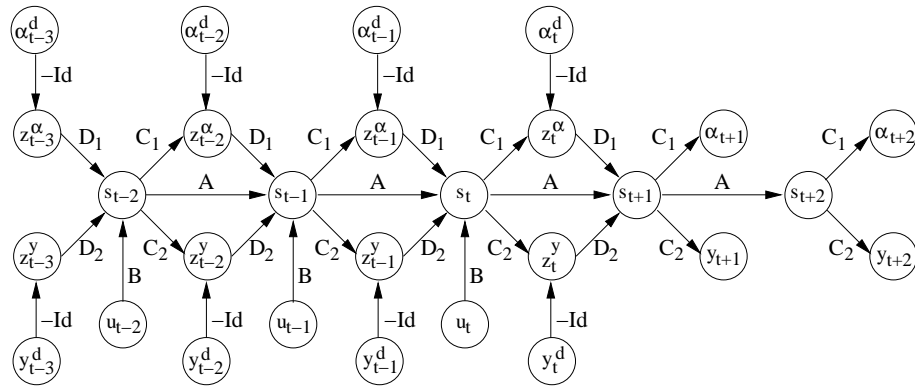 α^d_{t−3} α^d_{t−2} α^d_{t−1} α^d_t
−Id −Id −Id −Id
z^α_{t−3} z^α_{t−2} z^α_{t−1} z^α_t α_{t+1} α_{t+2}
D_1 C_1 D_1 C_1 D_1 C_1 D_1 C_1 C_1
A A A A
s_{t−2} s_{t−1} s_t s_{t+1} s_{t+2}
D_2 C_2 D_2 C_2 D_2 C_2 D_2 C_2 C_2
z^y_{t−3} z^y_{t−2} z^y_{t−1} z^y_t y_{t+1} y_{t+2}
B B B
−Id −Id −Id −Id
u_{t−2} u_{t−1} u_t
y^d_{t−3} y^d_{t−2} y^d_{t−1} y^d_t